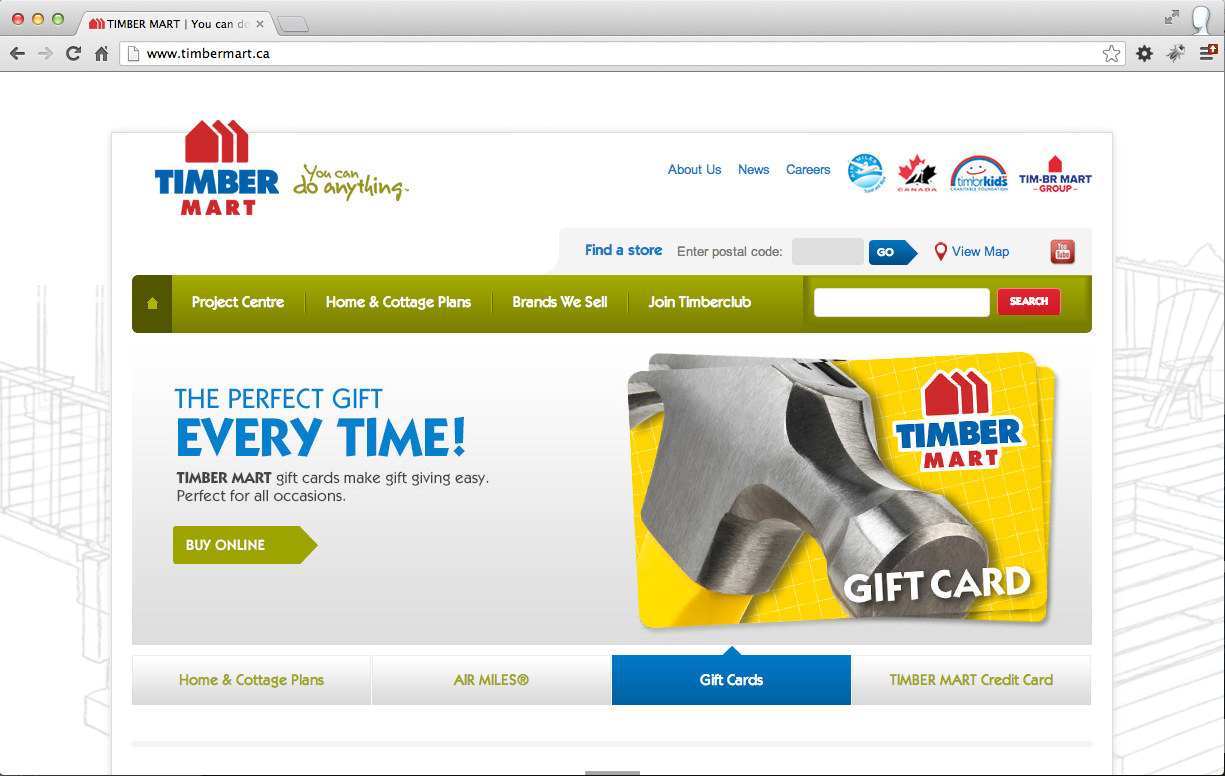 TIMBER MART | You can do
www.timbermart.ca
TIMBER
MART
You can
do anything
About Us
News
Careers
AIR MILES
CANADA
timbrkids
CHARITABLE FOUNDATION
TIM-BR MART
GROUP
Find a store
Enter postal code:
GO
View Map
You
Tube
Project Centre
Home & Cottage Plans
Brands We Sell
Join Timberclub
SEARCH
THE PERFECT GIFT
EVERY TIME!
TIMBER MART gift cards make gift giving easy.
Perfect for all occasions.
BUY ONLINE
TIMBER
MART
GIFT CARD
Home & Cottage Plans
AIR MILES®
Gift Cards
TIMBER MART Credit Card